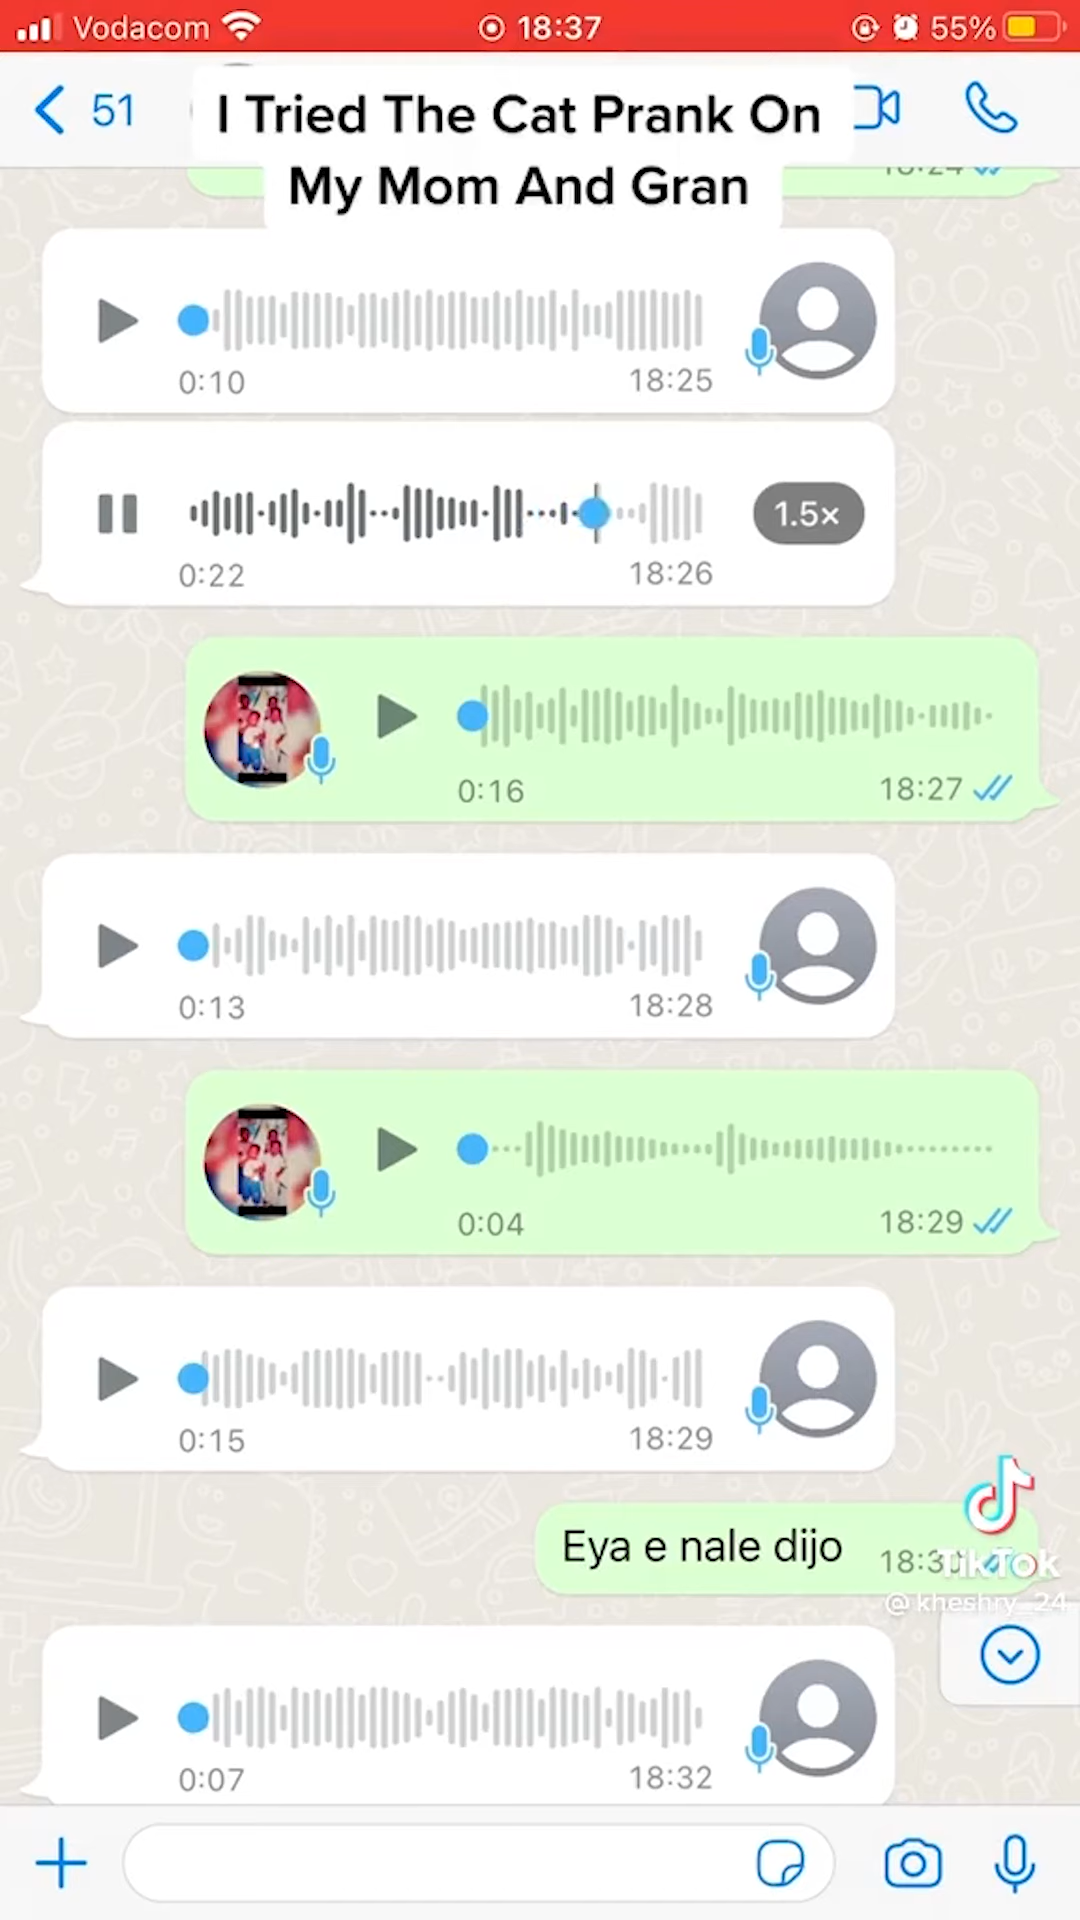 Vodacom 18:37 55%
51
I Tried The Cat Prank On
My Mom And Gran
0:10 18:25
1.5×
0:22 18:26
0:16 18:27
0:13 18:28
0:04 18:29
0:15 18:29
Eya e nale dijo
TikTok
@kheshry_24
0:07 18:32